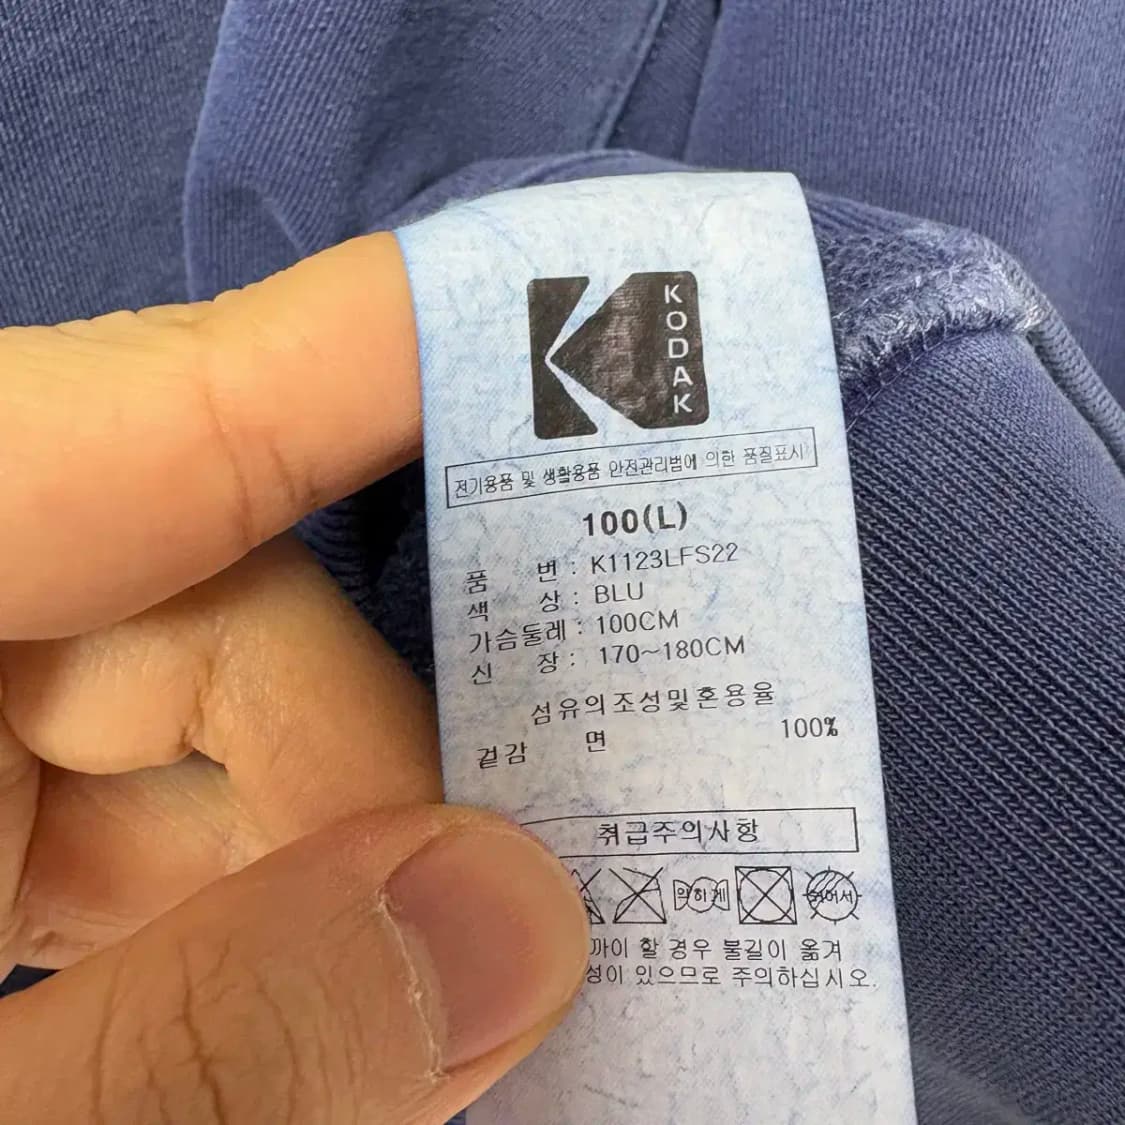 KODAK
전기용품 및 생활용품 안전관리법에 의한 품질표시
100(L)
품 번 : K1123LFS22
색 상 : BLU
가슴둘레 : 100CM
신 장 : 170~180CM
섬유의조성및혼용율
겉감 면 100%
취급주의사항
약하게
할 경우 불길이 옮겨
있으므로 주의하십시오.